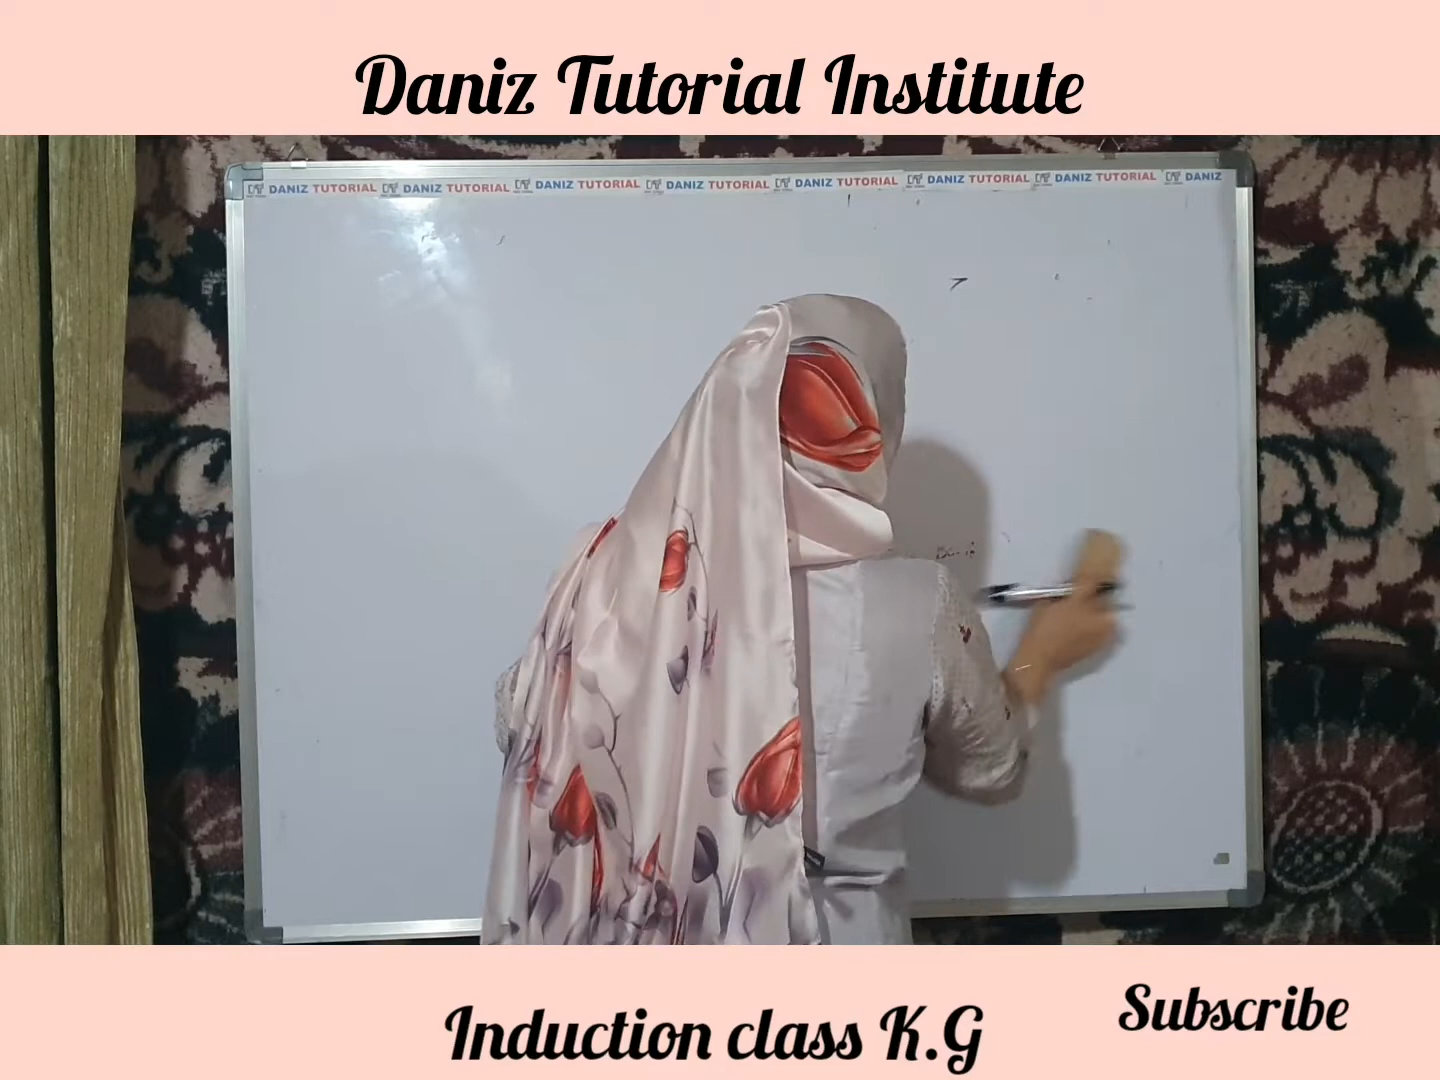 Daniz Tutorial Institute
DANIZ TUTORIAL DANIZ TUTORIAL DANIZ TUTORIAL DANIZ TUTORIAL DANIZ TUTORIAL DANIZ TUTORIAL DANIZ TUTORIAL DANIZ
Subscribe
Induction class K.G